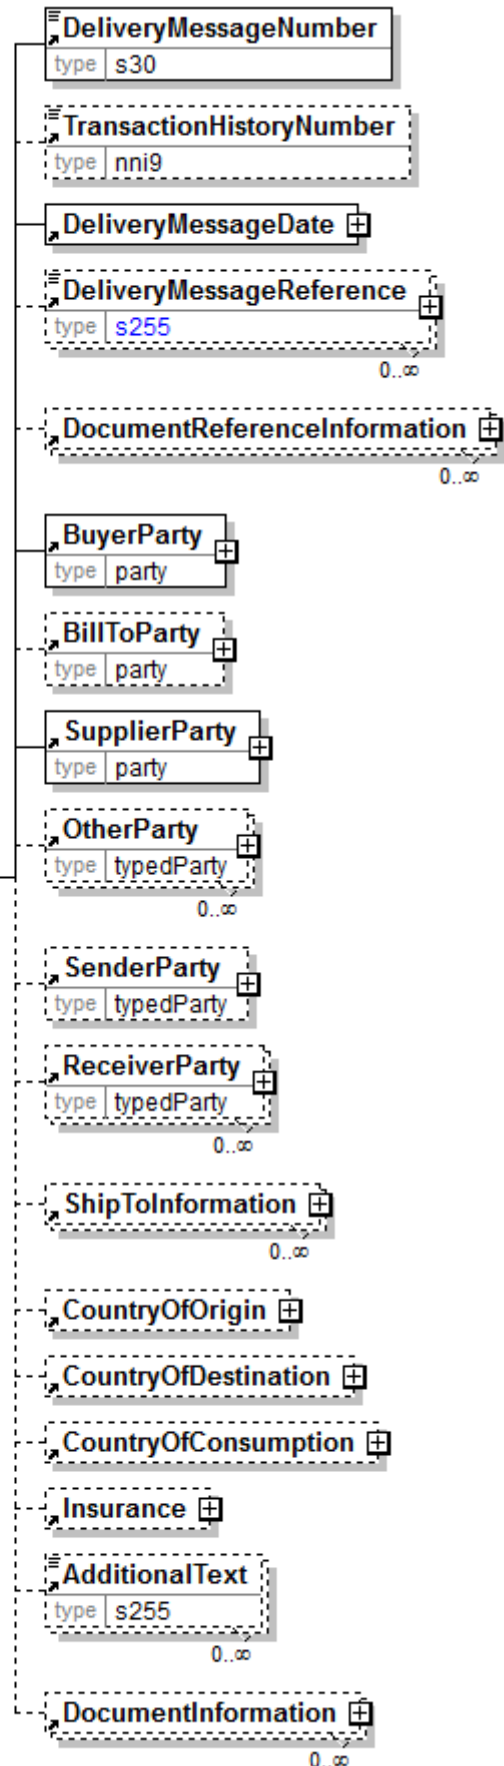 DeliveryMessageNumber
type s30
TransactionHistoryNumber
type nni9
DeliveryMessageDate
DeliveryMessageReference
type s255
0..∞
DocumentReferenceInformation
0..∞
BuyerParty
type party
BillToParty
type party
SupplierParty
type party
OtherParty
type typedParty
0..∞
SenderParty
type typedParty
ReceiverParty
type typedParty
0..∞
ShipToInformation
0..∞
CountryOfOrigin
CountryOfDestination
CountryOfConsumption
Insurance
AdditionalText
type s255
0..∞
DocumentInformation
0..∞